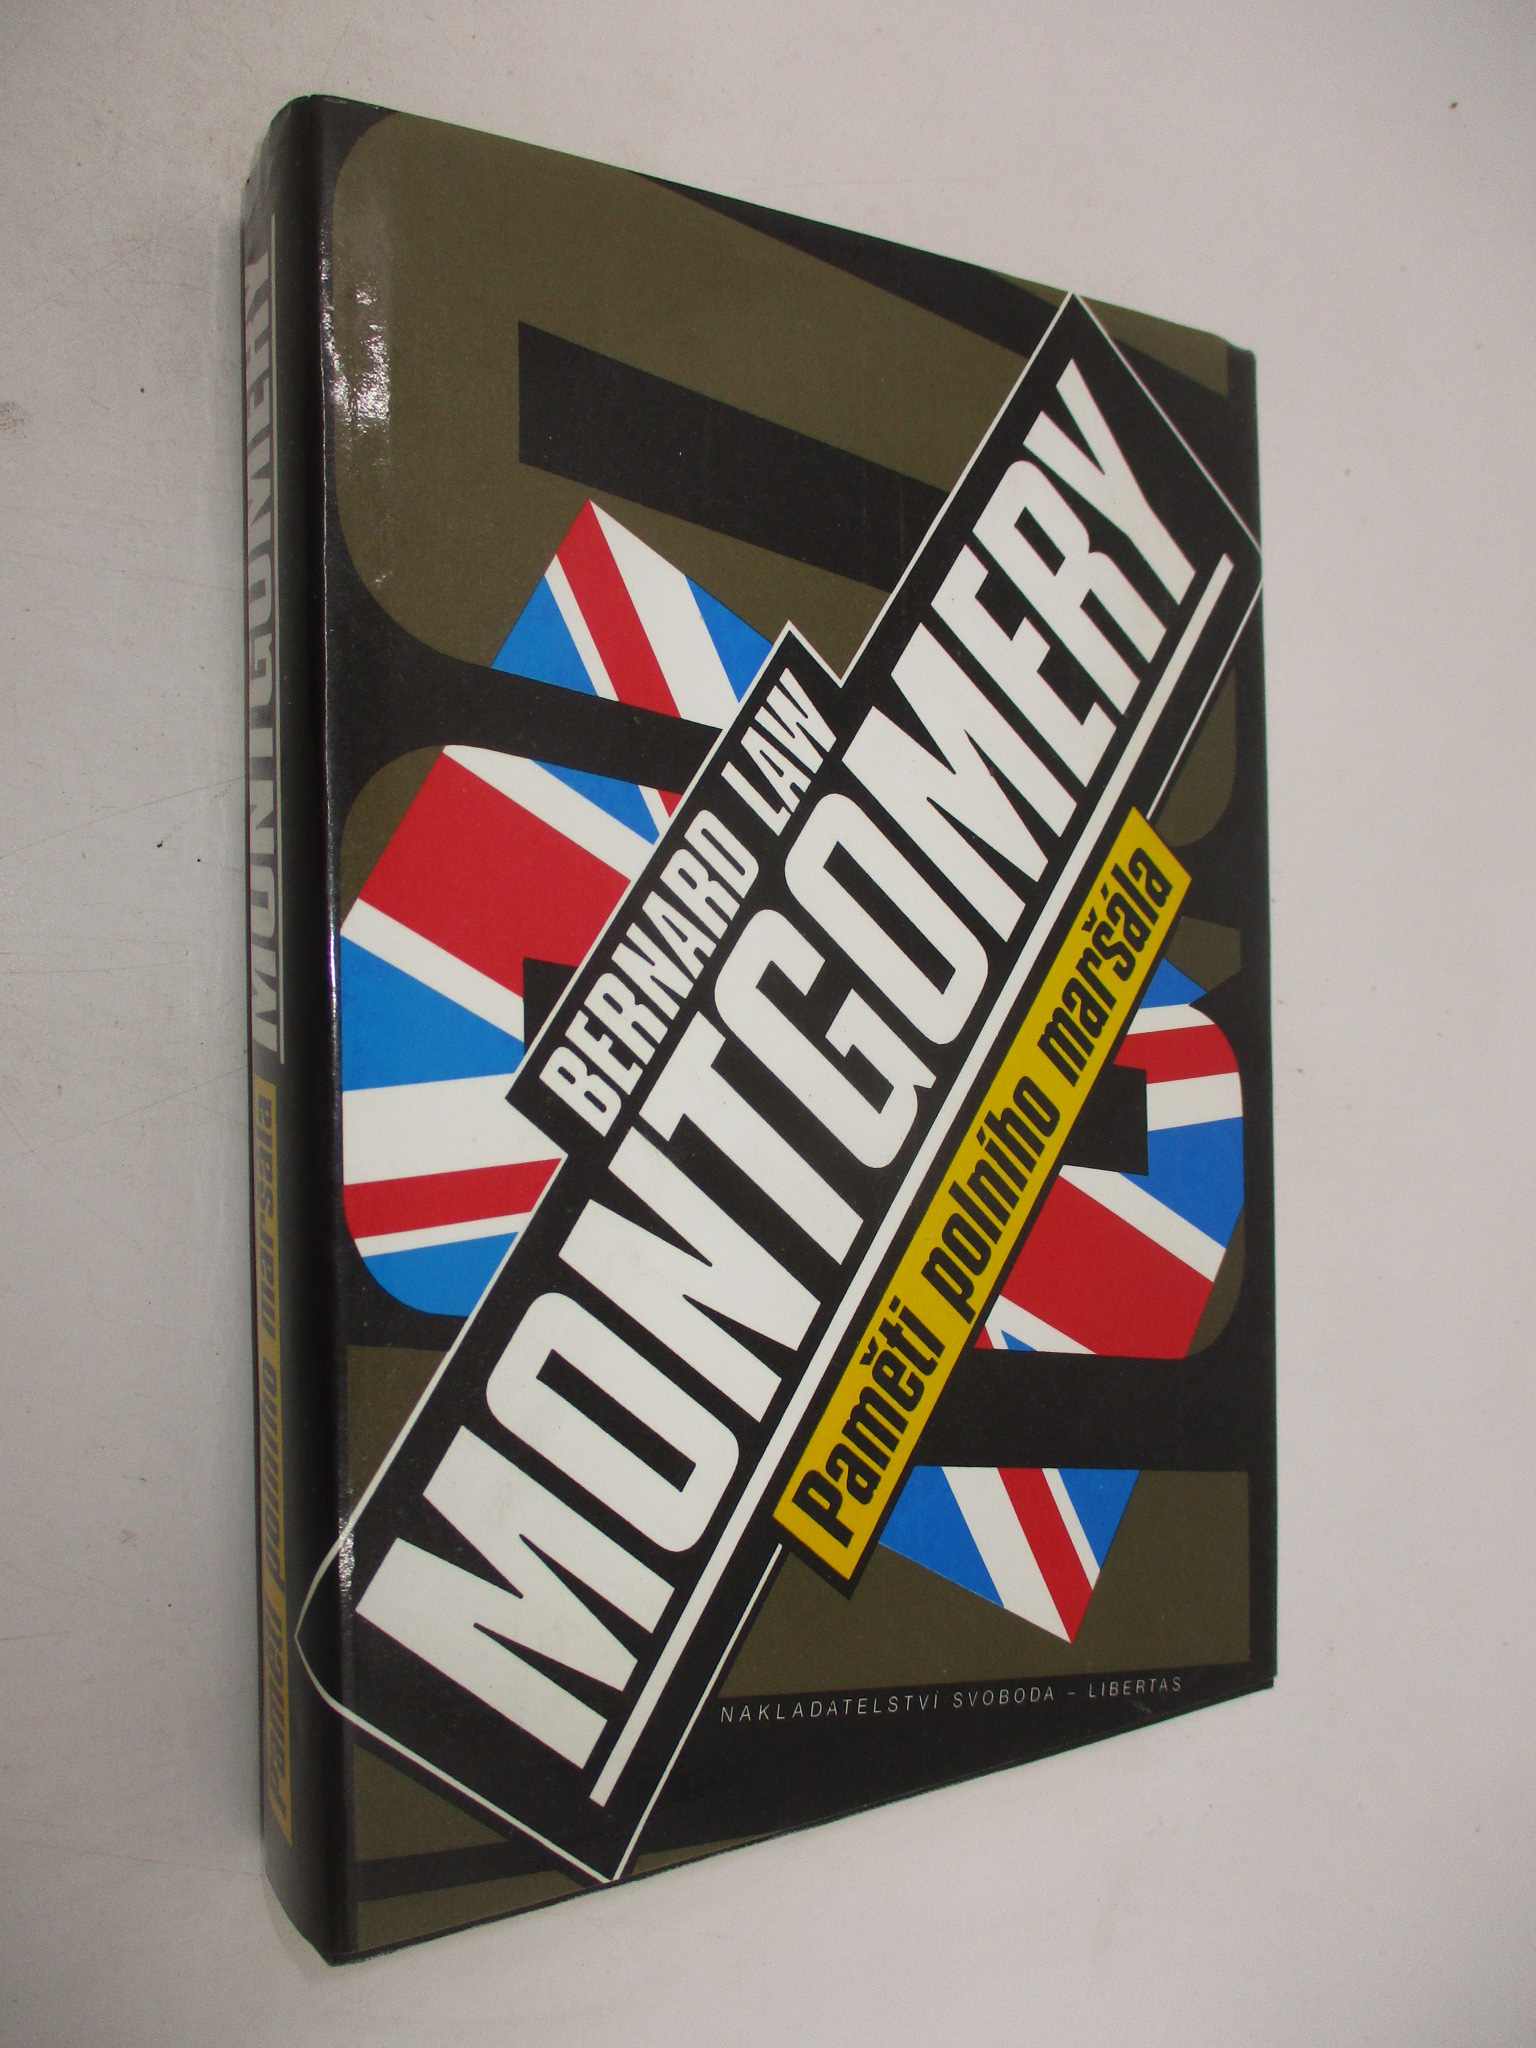 BERNARD LAW
MONTGOMERY
Paměti polního maršála
NAKLADATELSTVÍ SVOBODA – LIBERTAS
MONTGOMERY
Paměti polního maršála